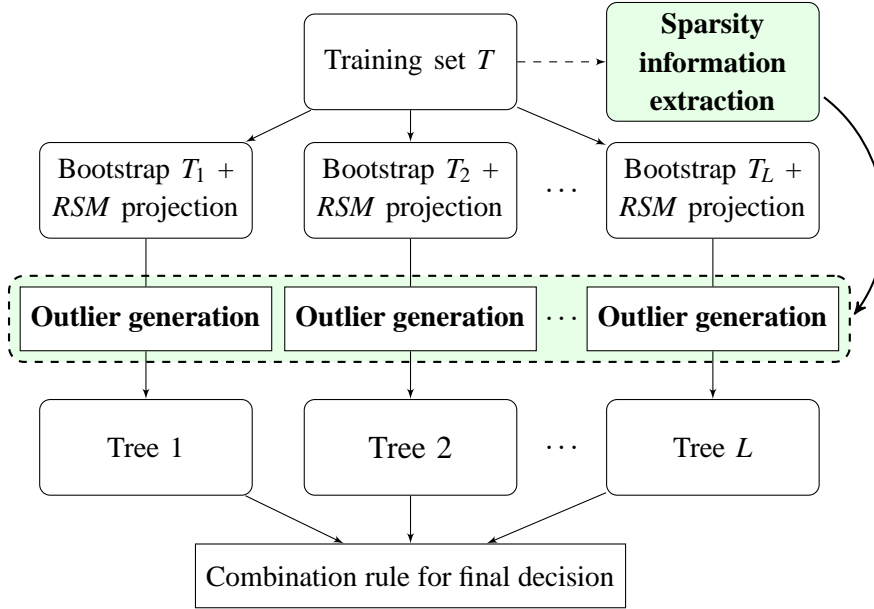 Training set T
Sparsity
information
extraction
Bootstrap T₁ +
RSM projection
Bootstrap T₂ +
RSM projection
...
Bootstrap T_L +
RSM projection
Outlier generation
Outlier generation
...
Outlier generation
Tree 1
Tree 2
...
Tree L
Combination rule for final decision